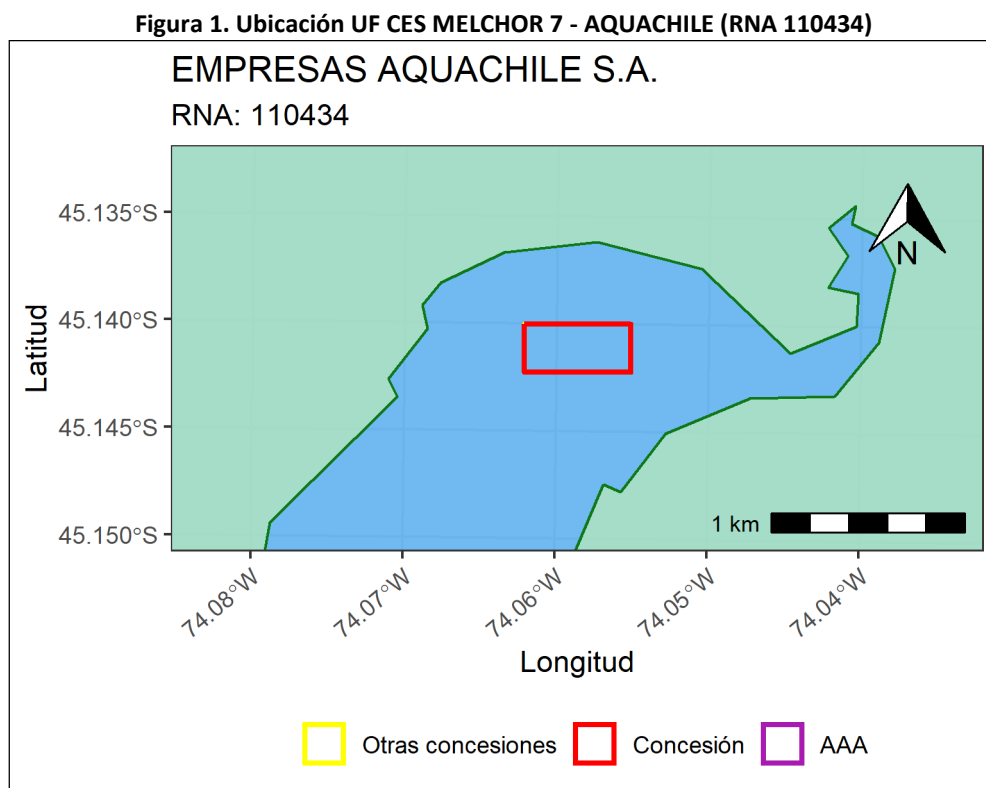 Figura 1. Ubicación UF CES MELCHOR 7 - AQUACHILE (RNA 110434)
EMPRESAS AQUACHILE S.A.
RNA: 110434
45.135°S
45.140°S
45.145°S
45.150°S
Latitud
N
1 km
74.08°W
74.07°W
74.06°W
74.05°W
74.04°W
Longitud
Otras concesiones
Concesión
AAA